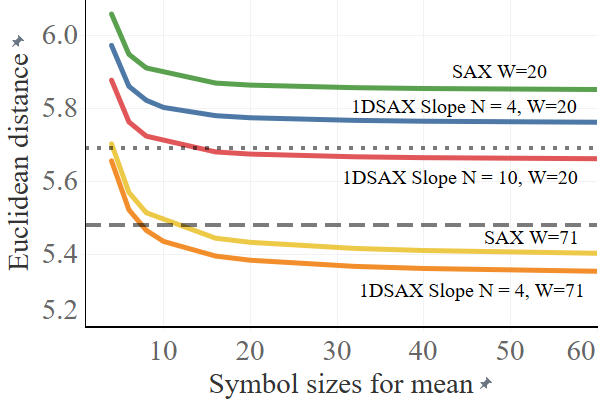 6.0
SAX W=20
5.8
1DSAX Slope N = 4, W=20
5.6
1DSAX Slope N = 10, W=20
SAX W=71
5.4
1DSAX Slope N = 4, W=71
5.2
Euclidean distance
10 20 30 40 50 60
Symbol sizes for mean